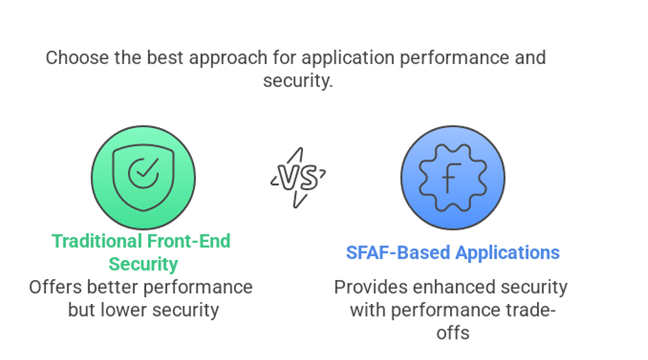 Choose the best approach for application performance and
security.
VS
f
Traditional Front-End
Security
Offers better performance
but lower security
SFAF-Based Applications
Provides enhanced security
with performance trade-
offs